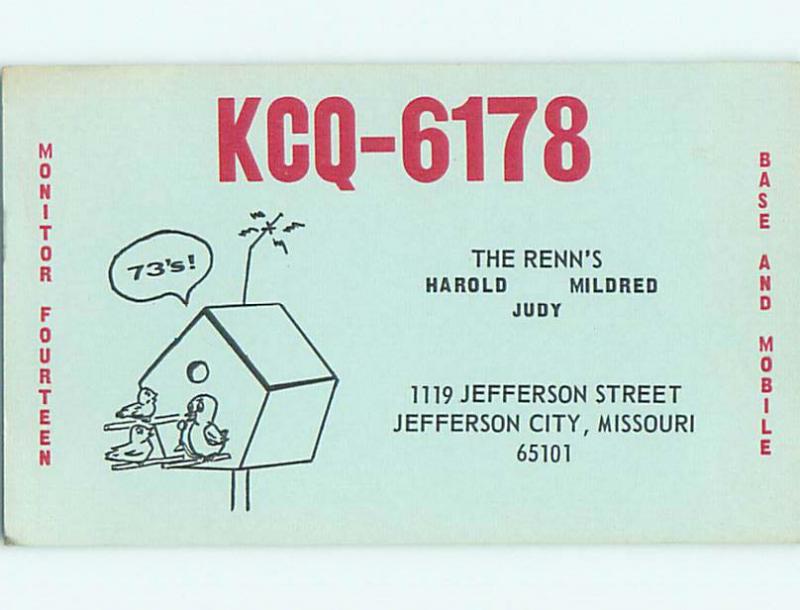 KCQ-6178
MONITOR FOURTEEN
73's!
THE RENN'S
HAROLD MILDRED
JUDY
1119 JEFFERSON STREET
JEFFERSON CITY, MISSOURI
65101
BASE AND MOBILE